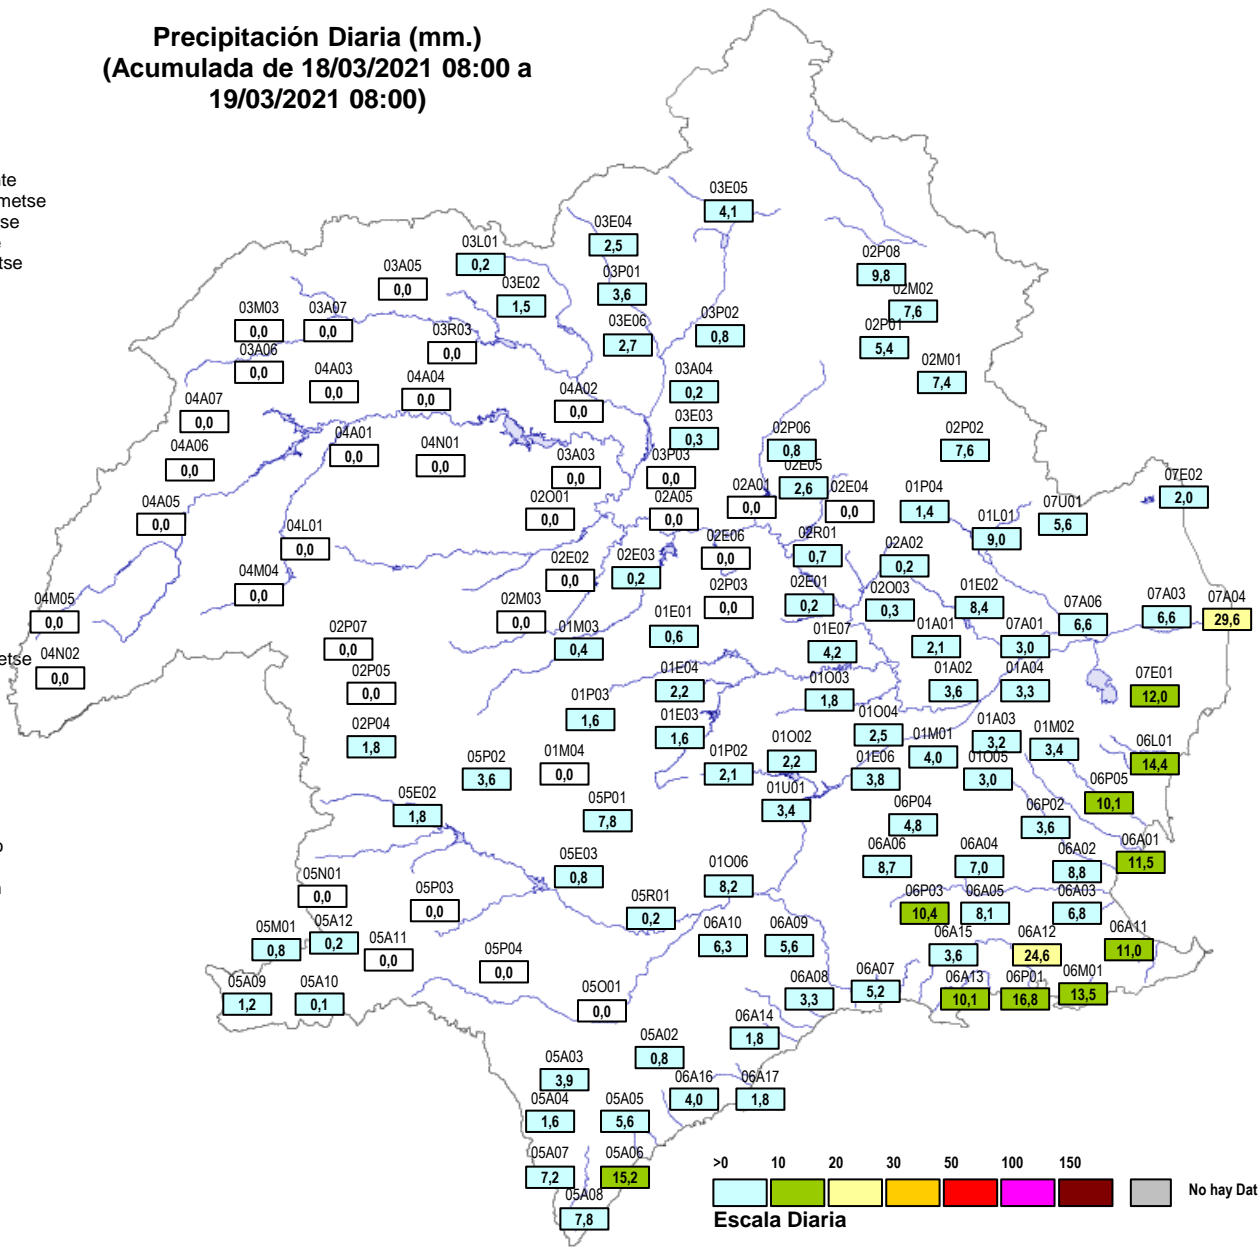 Precipitación Diaria (mm.)
(Acumulada de 18/03/2021 08:00 a
19/03/2021 08:00)
nte
metse
se
e
tse
etse
o
n
03E05
4,1
03E04
2,5
03L01
0,2
02P08
9,8
03A05
0,0
03E02
1,5
03P01
3,6
02M02
7,6
03M03
0,0
03A07
0,0
03R03
0,0
03E06
2,7
03P02
0,8
02P01
5,4
03A06
0,0
04A03
0,0
04A04
0,0
04A02
0,0
03A04
0,2
02M01
7,4
04A07
0,0
03E03
0,3
04A06
0,0
04A01
0,0
04N01
0,0
03A03
0,0
03P03
0,0
02P06
0,8
02P02
7,6
02E05
2,6
07E02
2,0
04A05
0,0
02O01
0,0
02A05
0,0
02A01
0,0
02E04
0,0
01P04
1,4
07U01
5,6
04L01
0,0
01L01
9,0
02E06
0,0
02R01
0,7
02A02
0,2
04M04
0,0
02E02
0,0
02E03
0,2
04M05
0,0
02M03
0,0
02P03
0,0
02E01
0,2
02O03
0,3
01E02
8,4
07A06
6,6
07A03
6,6
07A04
29,6
02P07
0,0
01M03
0,4
01E01
0,6
01E07
4,2
01A01
2,1
07A01
3,0
04N02
0,0
02P05
0,0
01E04
2,2
01O03
1,8
01A02
3,6
01A04
3,3
07E01
12,0
01P03
1,6
02P04
1,8
01E03
1,6
01O04
2,5
01A03
3,2
01M02
3,4
05P02
3,6
01M04
0,0
01P02
2,1
01O02
2,2
01M01
4,0
06L01
14,4
01E06
3,8
01O05
3,0
05E02
1,8
05P01
7,8
01U01
3,4
06P05
10,1
06P04
4,8
06P02
3,6
05E03
0,8
01O06
8,2
06A06
8,7
06A04
7,0
06A02
8,8
06A01
11,5
05N01
0,0
05P03
0,0
05R01
0,2
06P03
10,4
06A05
8,1
06A03
6,8
05M01
0,8
05A12
0,2
05A11
0,0
05P04
0,0
06A10
6,3
06A09
5,6
06A15
3,6
06A12
24,6
06A11
11,0
05A09
1,2
05A10
0,1
05O01
0,0
06A08
3,3
06A07
5,2
06A13
10,1
06P01
16,8
06M01
13,5
06A14
1,8
05A02
0,8
05A03
3,9
06A16
4,0
06A17
1,8
05A04
1,6
05A05
5,6
05A07
7,2
05A06
15,2
05A08
7,8
>0 10 20 30 50 100 150
No hay Dat
Escala Diaria